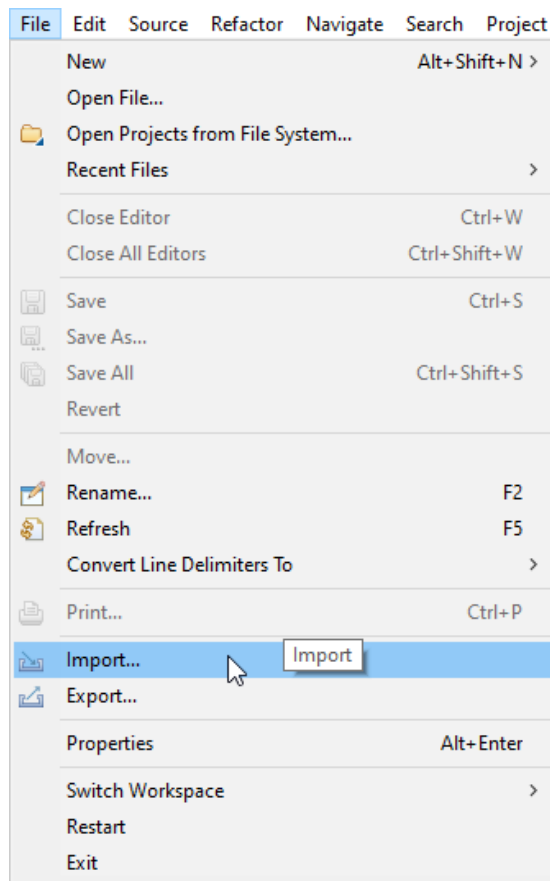 File Edit Source Refactor Navigate Search Project
New Alt+Shift+N >
Open File...
Open Projects from File System...
Recent Files >
Close Editor Ctrl+W
Close All Editors Ctrl+Shift+W
Save Ctrl+S
Save As...
Save All Ctrl+Shift+S
Revert
Move...
Rename... F2
Refresh F5
Convert Line Delimiters To >
Print... Ctrl+P
Import... Import
Export...
Properties Alt+Enter
Switch Workspace >
Restart
Exit